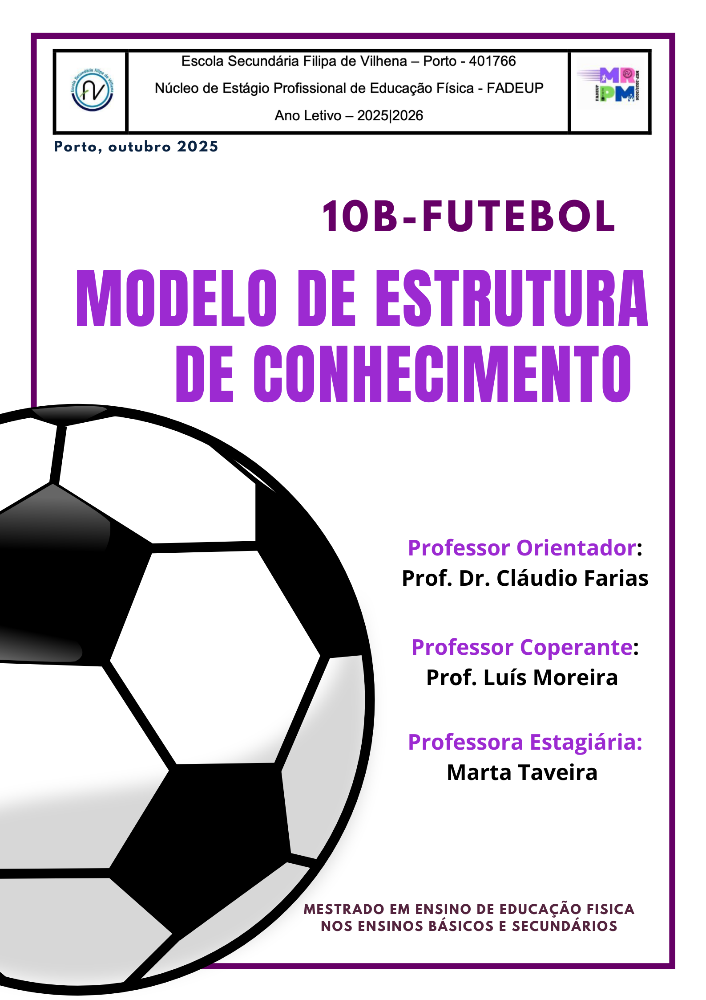 Escola Secundária Filipa de Vilhena – Porto - 401766
Núcleo de Estágio Profissional de Educação Física - FADEUP
Ano Letivo – 2025|2026
Escola Secundária Filipa de Vilhena
MR
PM
FADEUP
NEP-2025/2026
Porto, outubro 2025
10B-FUTEBOL
MODELO DE ESTRUTURA
DE CONHECIMENTO
Professor Orientador:
Prof. Dr. Cláudio Farias
Professor Coperante:
Prof. Luís Moreira
Professora Estagiária:
Marta Taveira
MESTRADO EM ENSINO DE EDUCAÇÃO FISICA
NOS ENSINOS BÁSICOS E SECUNDÁRIOS